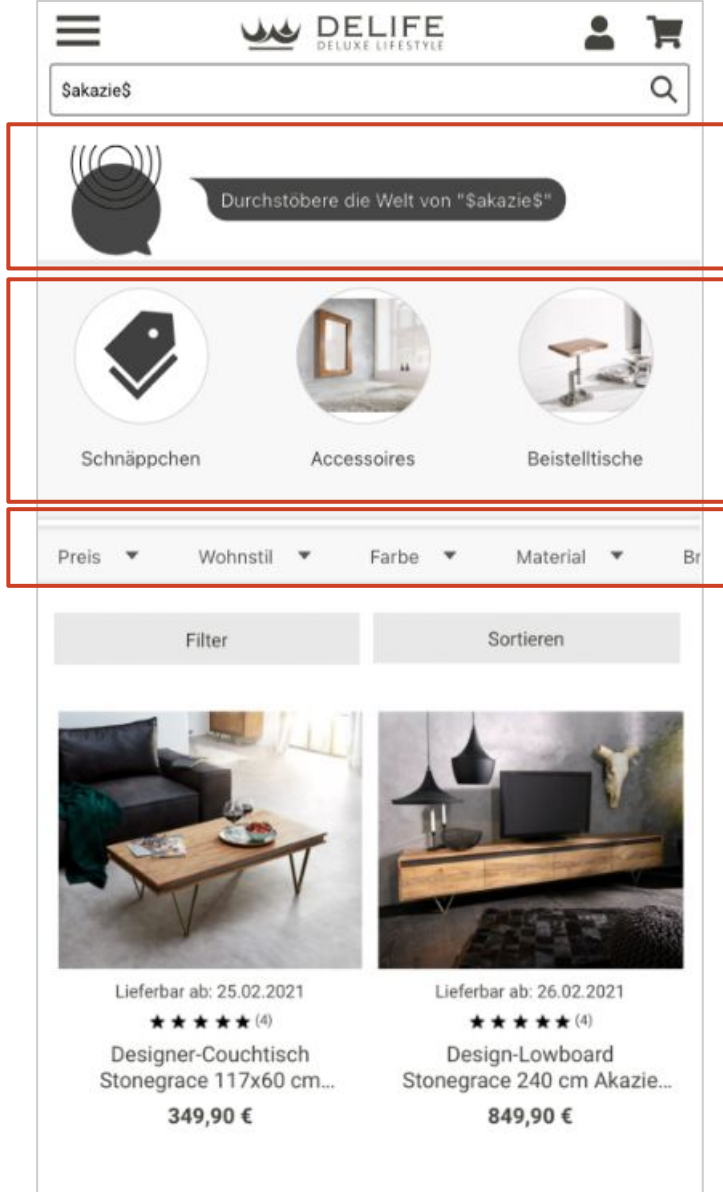 DELIFE
DELUXE LIFESTYLE
$akazie$
Durchstöbere die Welt von "$akazie$"
Schnäppchen Accessoires Beistelltische
Preis Wohnstil Farbe Material Br
Filter Sortieren
Lieferbar ab: 25.02.2021 Lieferbar ab: 26.02.2021
★★★★★ (4) ★★★★★ (4)
Designer-Couchtisch Design-Lowboard
Stonegrace 117x60 cm... Stonegrace 240 cm Akazie...
349,90 € 849,90 €